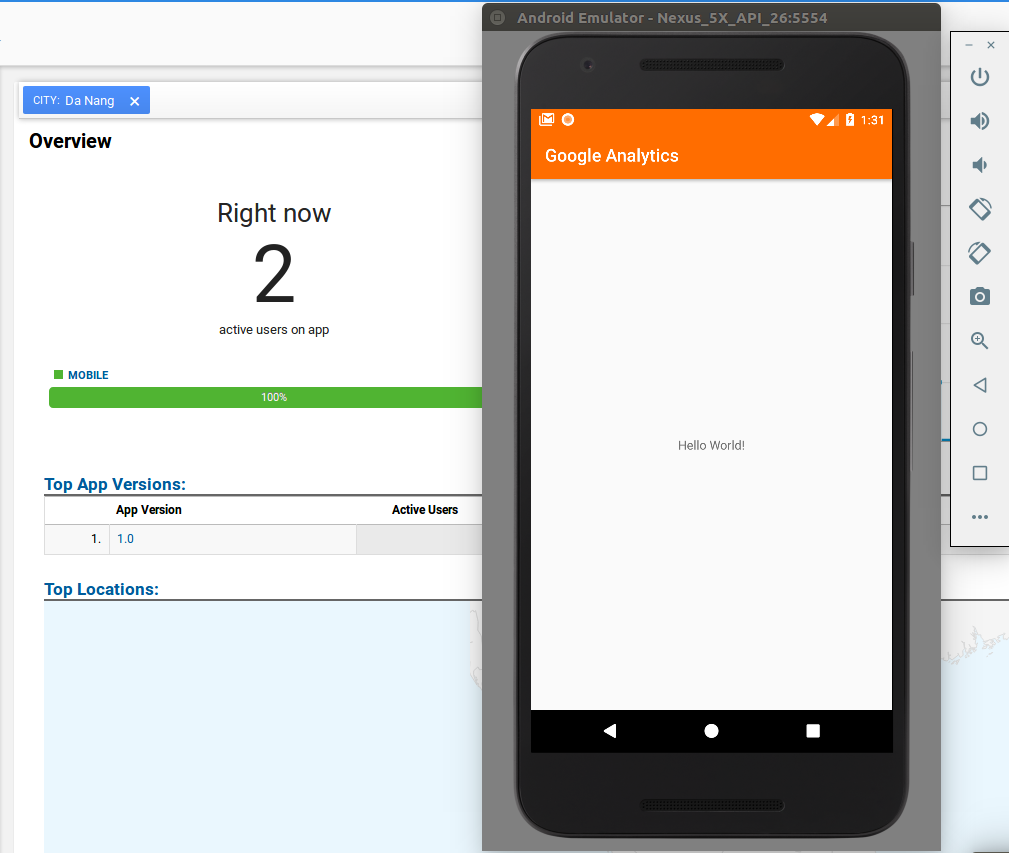 Android Emulator - Nexus_5X_API_26:5554
CITY: Da Nang
Overview
Right now
2
active users on app
MOBILE
100%
Top App Versions:
App Version Active Users
1. 1.0
Top Locations:
1:31
Google Analytics
Hello World!